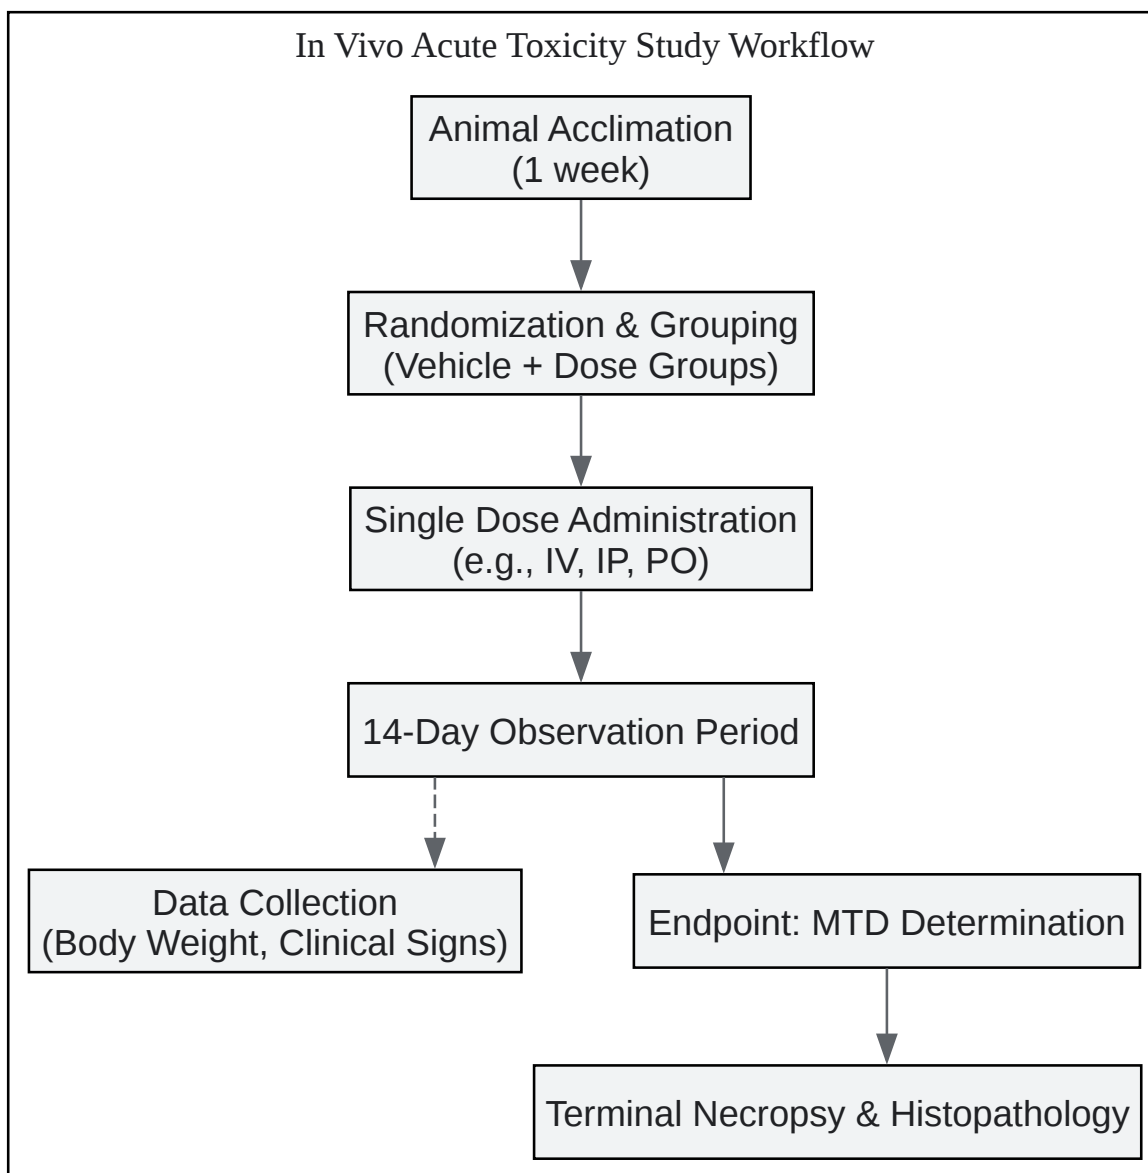 In Vivo Acute Toxicity Study Workflow
Animal Acclimation
(1 week)
Randomization & Grouping
(Vehicle + Dose Groups)
Single Dose Administration
(e.g., IV, IP, PO)
14-Day Observation Period
Data Collection
(Body Weight, Clinical Signs)
Endpoint: MTD Determination
Terminal Necropsy & Histopathology